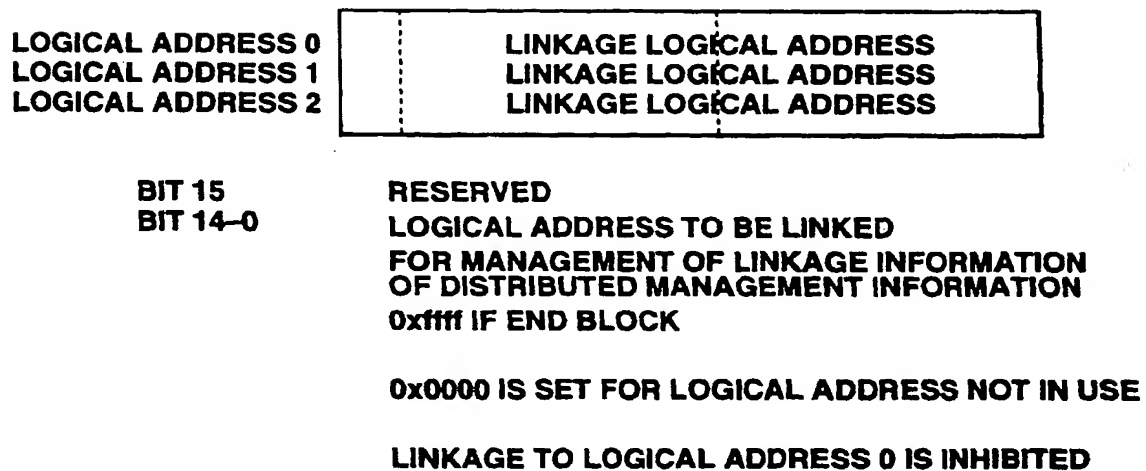 LOGICAL ADDRESS 0 LINKAGE LOGICAL ADDRESS
LOGICAL ADDRESS 1 LINKAGE LOGICAL ADDRESS
LOGICAL ADDRESS 2 LINKAGE LOGICAL ADDRESS
BIT 15 RESERVED
BIT 14–0 LOGICAL ADDRESS TO BE LINKED
FOR MANAGEMENT OF LINKAGE INFORMATION
OF DISTRIBUTED MANAGEMENT INFORMATION
0xffff IF END BLOCK
0x0000 IS SET FOR LOGICAL ADDRESS NOT IN USE
LINKAGE TO LOGICAL ADDRESS 0 IS INHIBITED